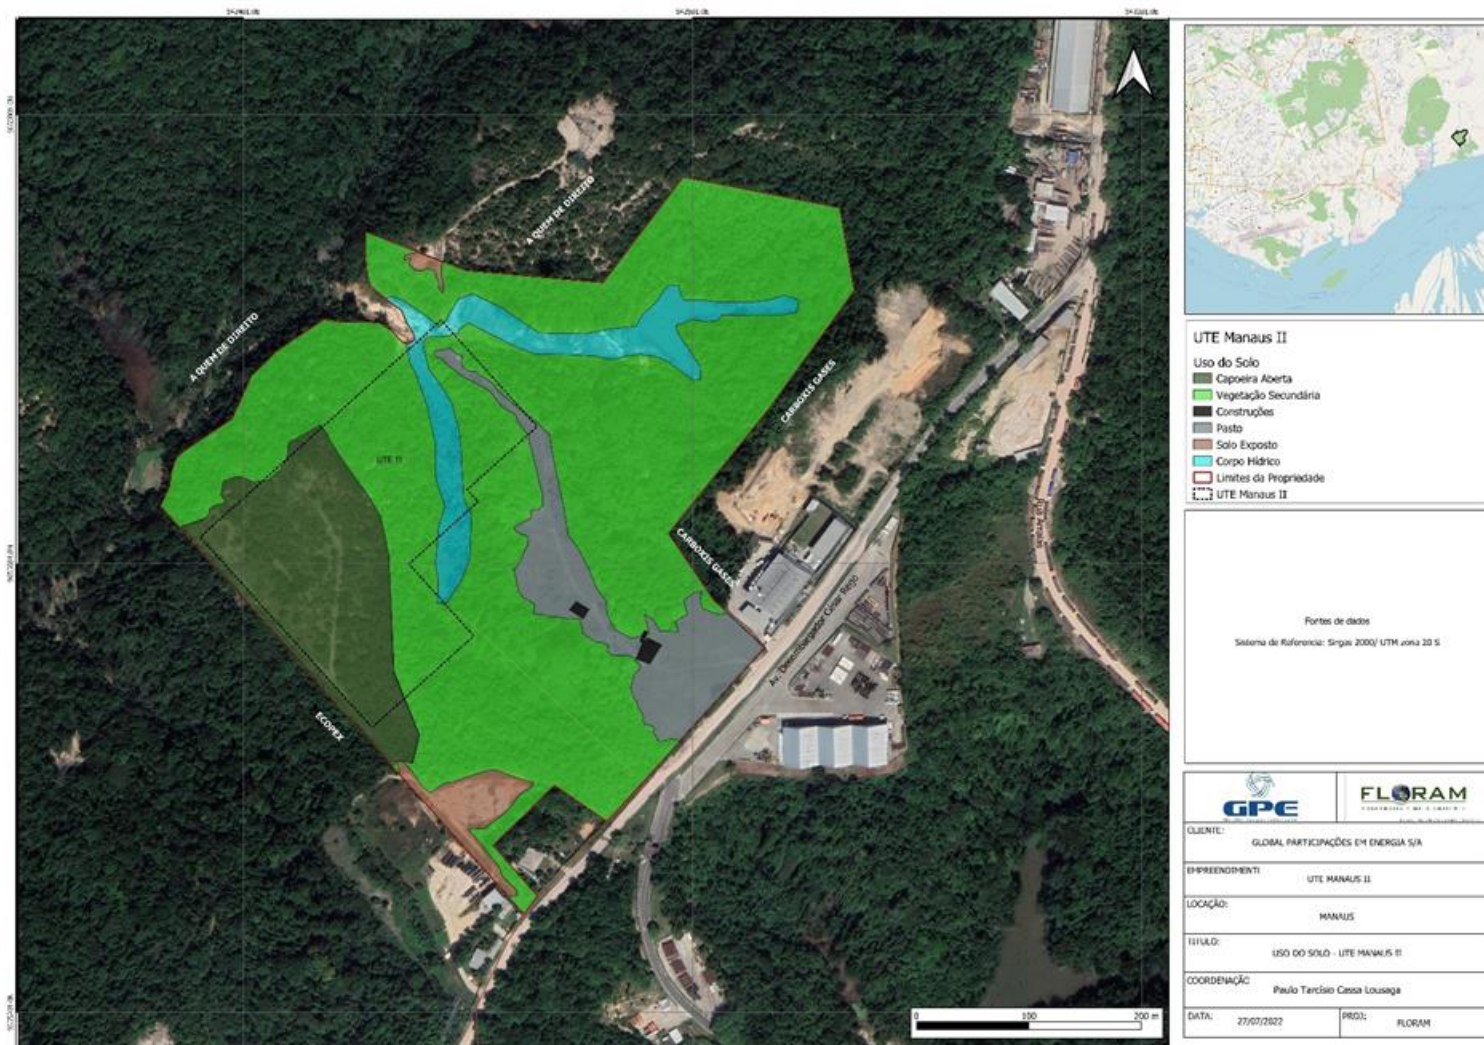 A QUEM DE DIREITO
A QUEM DE DIREITO
CARBOXIS GASES
CARBOXIS GASES
UTE II
ECOPEX
Av. Desembargador César Rego
0 100 200 m
UTE Manaus II
Uso do Solo
Capoeira Aberta
Vegetação Secundária
Construções
Pasto
Solo Exposto
Corpo Hídrico
Limites da Propriedade
UTE Manaus II
Fontes de dados
Sistema de Referencia: Sirgas 2000/ UTM zona 20 S
GPE
FLORAM
CLIENTE:
GLOBAL PARTICIPAÇÕES EM ENERGIA S/A
EMPREENDIMENTO:
UTE MANAUS II
LOCAÇÃO:
MANAUS
TITULO:
USO DO SOLO - UTE MANAUS II
COORDENAÇÃO:
Paulo Tarcísio Cassa Lousaga
DATA:
27/07/2022
PROJ:
FLORAM